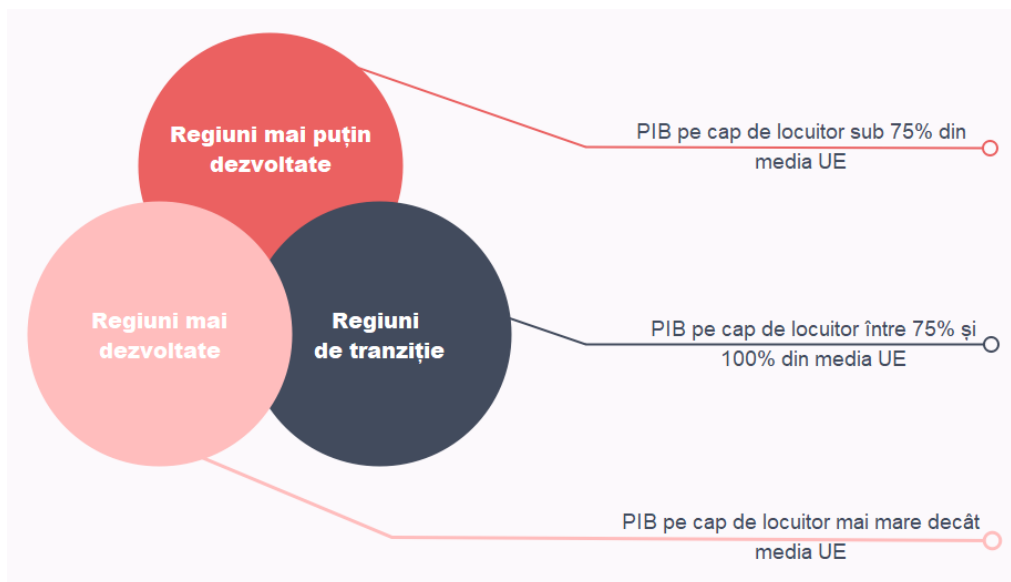 Regiuni mai puțin
dezvoltate
PIB pe cap de locuitor sub 75% din
media UE
Regiuni mai
dezvoltate
Regiuni
de tranziție
PIB pe cap de locuitor între 75% și
100% din media UE
PIB pe cap de locuitor mai mare decât
media UE